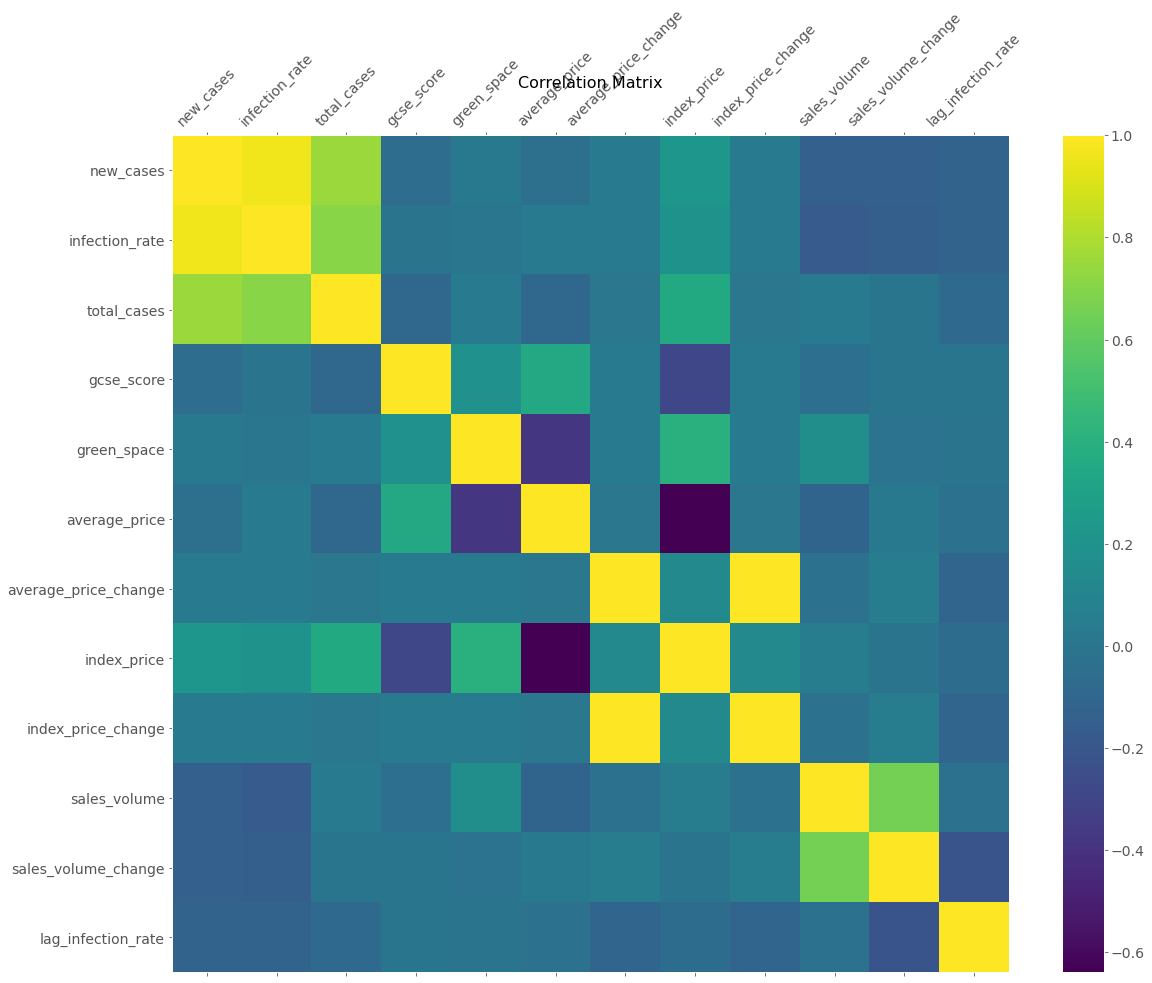 new_cases
infection_rate
total_cases
gcse_score
green_space
average_price
average_price_change
index_price
index_price_change
sales_volume
sales_volume_change
lag_infection_rate
Correlation Matrix
new_cases
infection_rate
total_cases
gcse_score
green_space
average_price
average_price_change
index_price
index_price_change
sales_volume
sales_volume_change
lag_infection_rate
1.0
0.8
0.6
0.4
0.2
0.0
−0.2
−0.4
−0.6